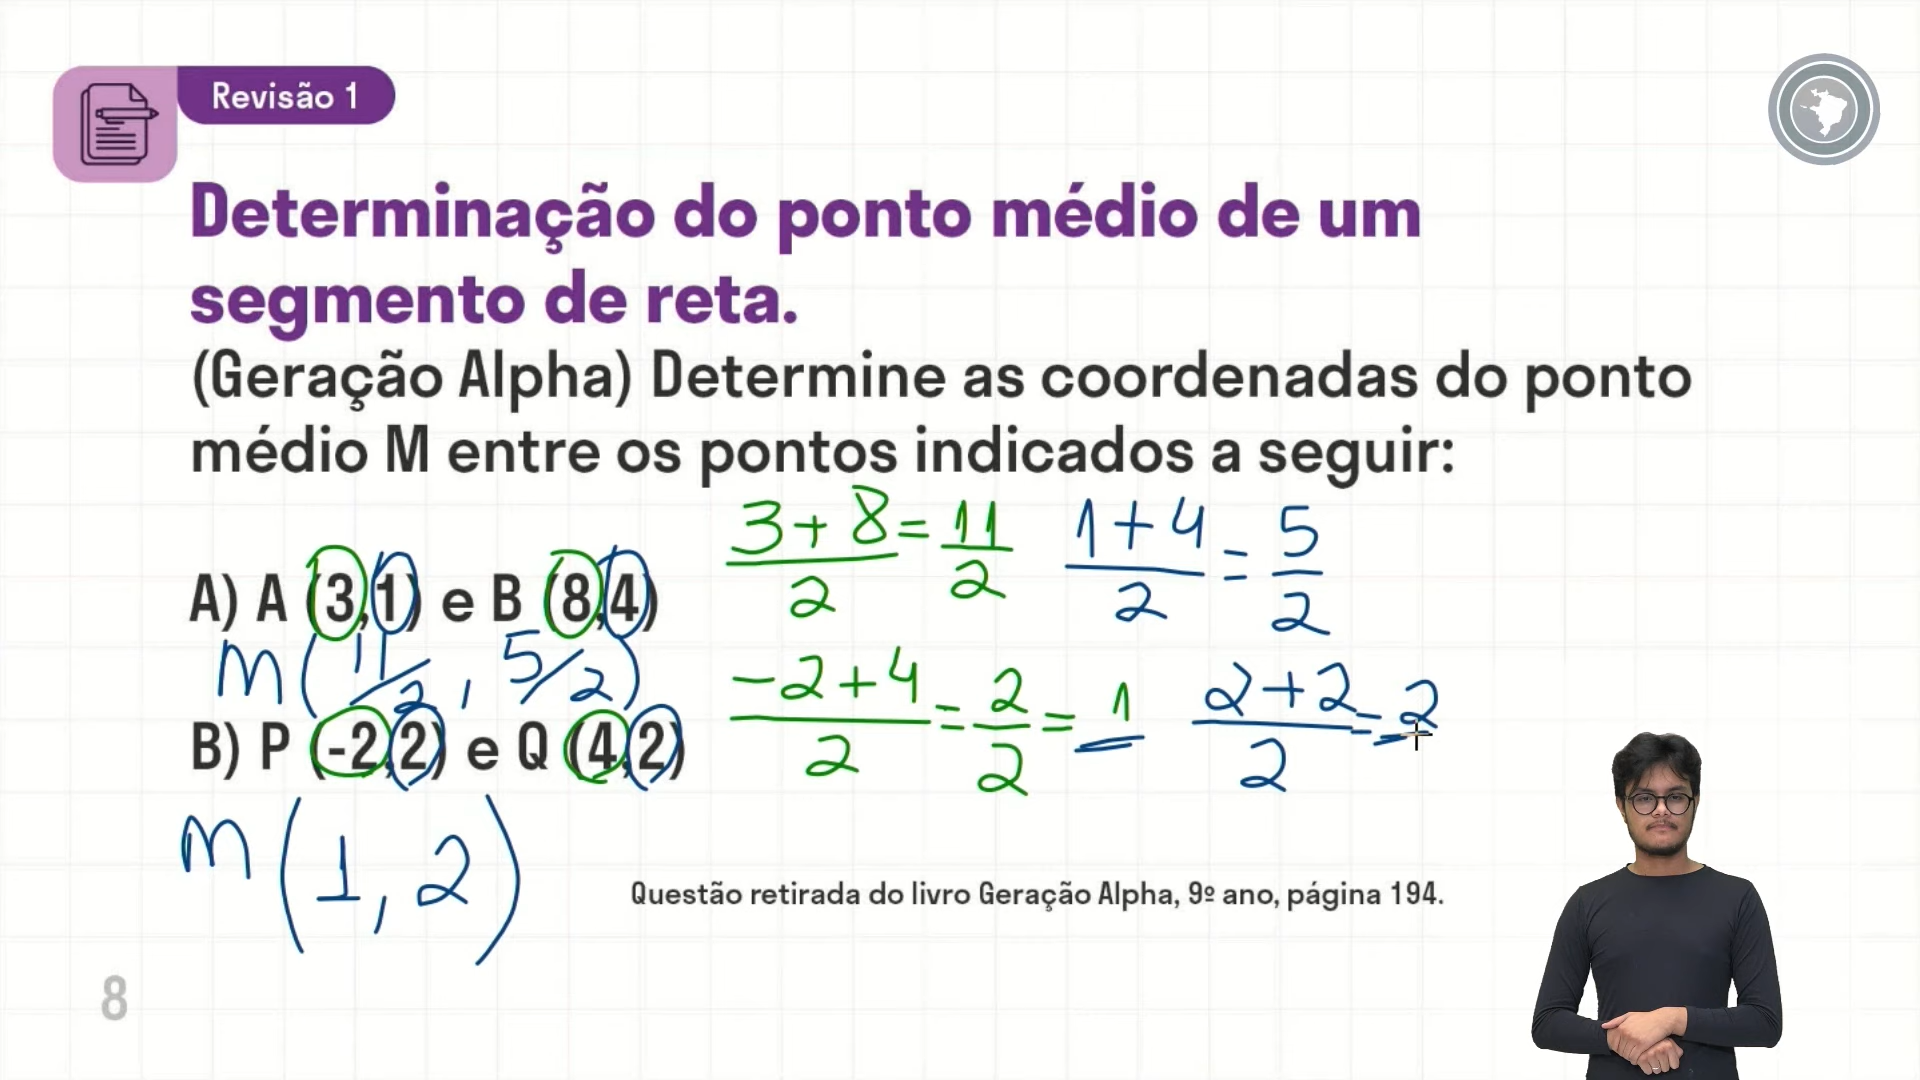 Revisão 1
Determinação do ponto médio de um
segmento de reta.
(Geração Alpha) Determine as coordenadas do ponto
médio M entre os pontos indicados a seguir:
3+8/2 = 11/2 1+4/2 = 5/2
A) A (3,1) e B (8,4)
M (11/2, 5/2)
-2+4/2 = 2/2 = 1 2+2/2 = 2
B) P (-2,2) e Q (4,2)
M (1, 2)
Questão retirada do livro Geração Alpha, 9º ano, página 194.
8